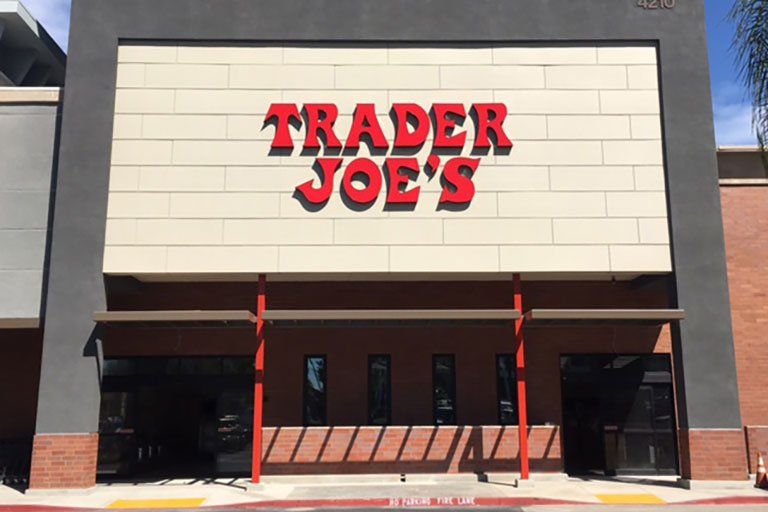 4210
TRADER
JOE'S
NO PARKING FIRE LANE